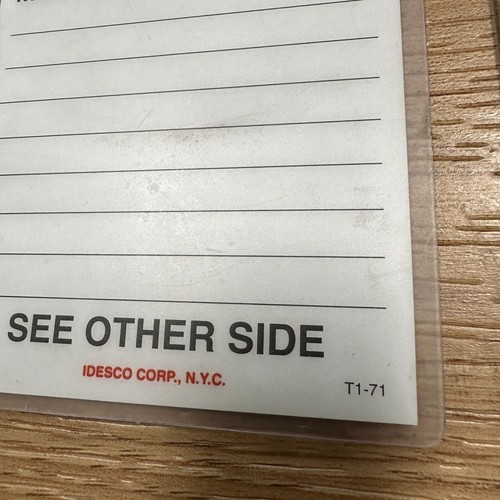 SEE OTHER SIDE
IDESCO CORP., N.Y.C.
T1-71